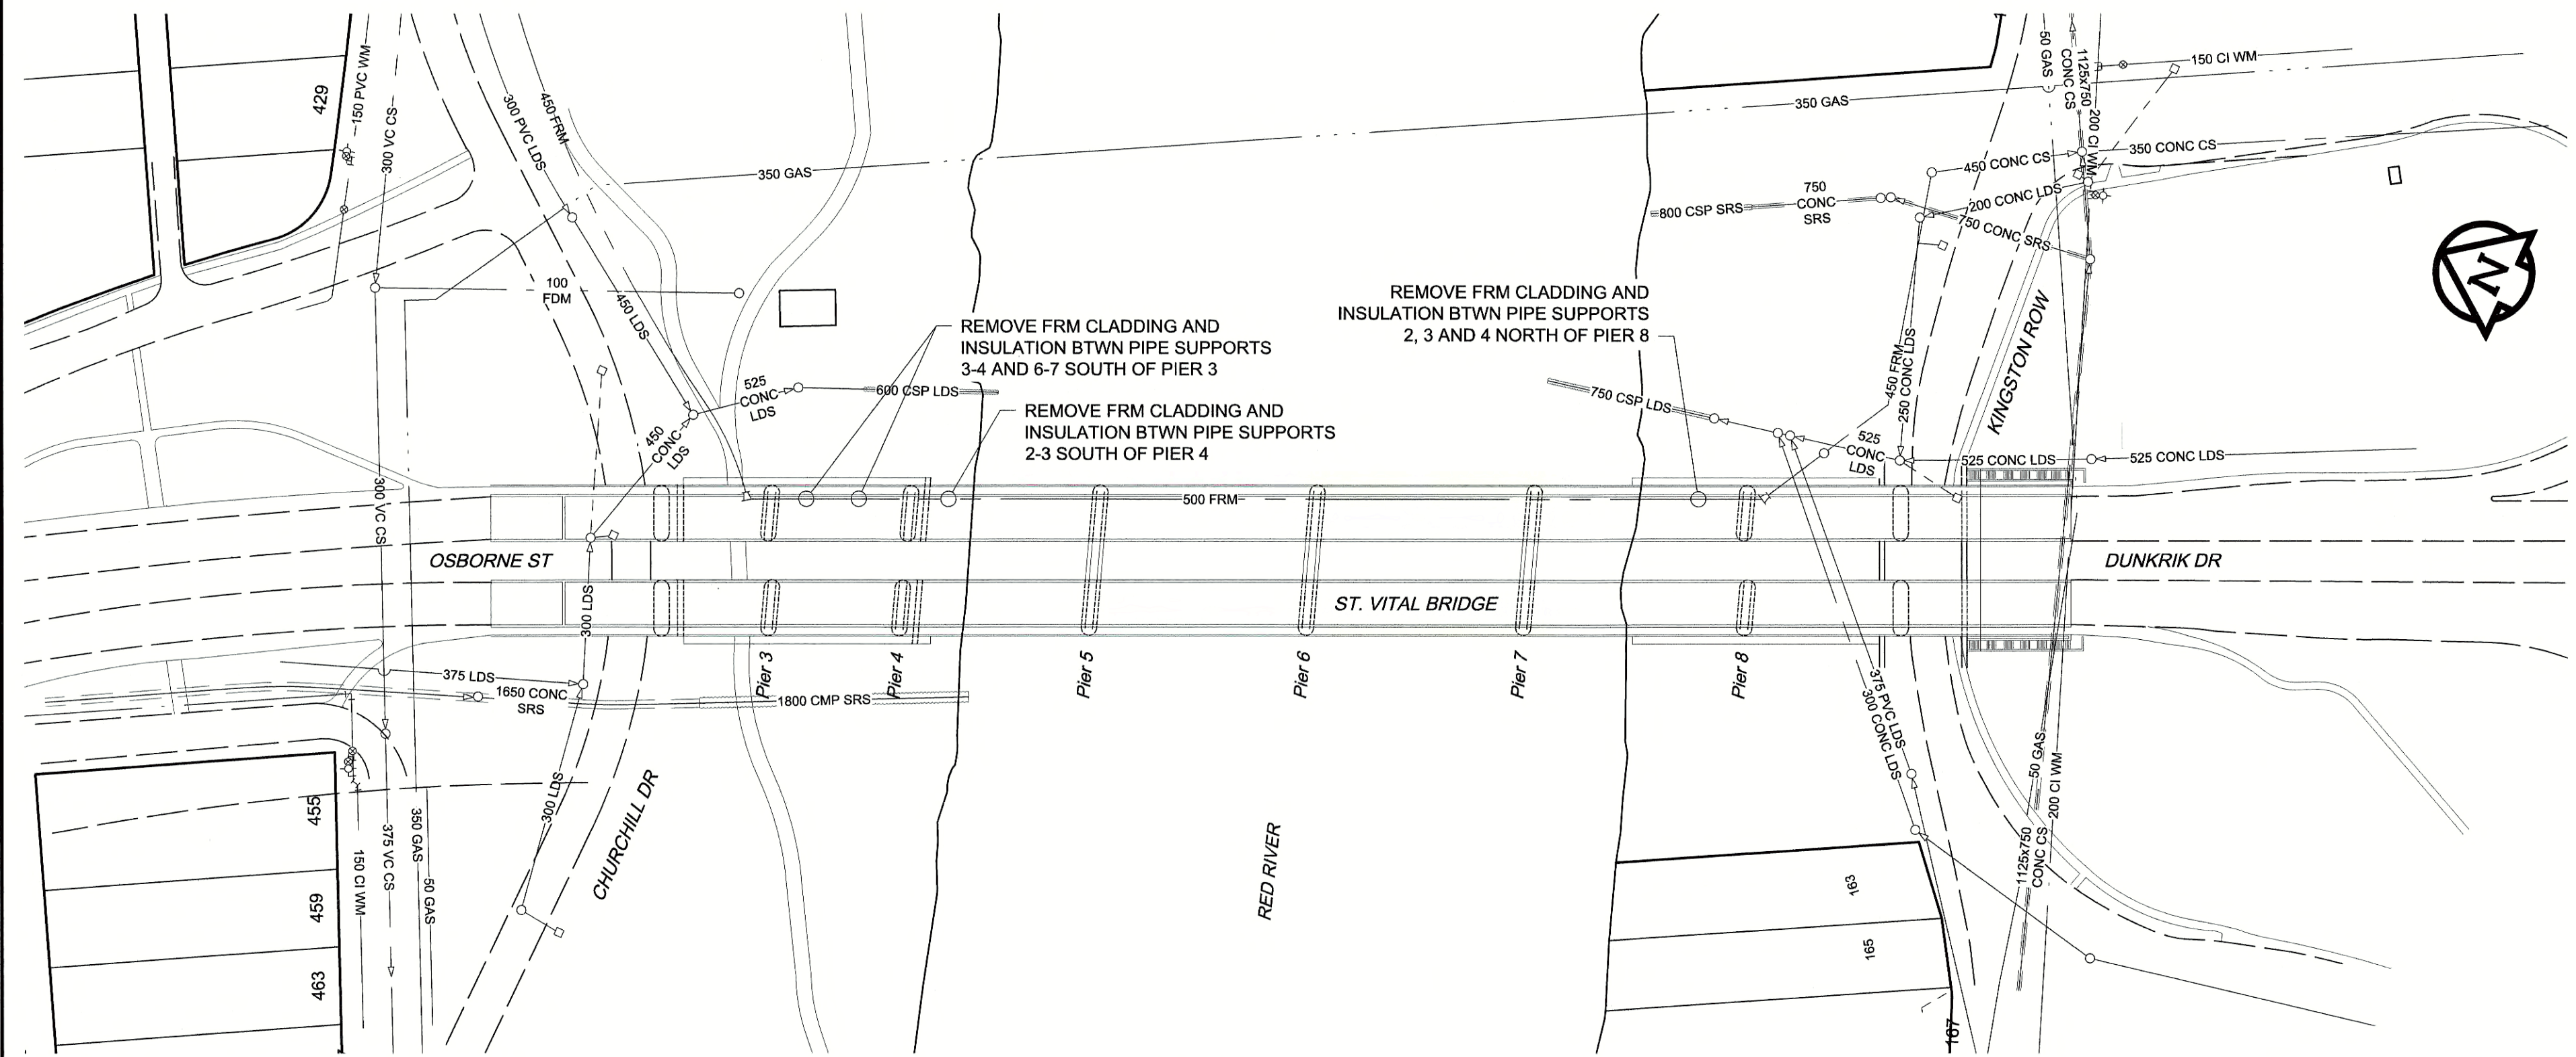 429
150 PVC WM
300 VC CS
300 PVC LDS
450 FRM
350 GAS
350 GAS
50 GAS
1125x750
CONC CS
200 CI WM
150 CI WM
350 CONC CS
450 CONC CS
200 CONC LDS
750 CONC SRS
800 CSP SRS
750
CONC
SRS
N
100
FDM
450 LDS
REMOVE FRM CLADDING AND
INSULATION BTWN PIPE SUPPORTS
3-4 AND 6-7 SOUTH OF PIER 3
REMOVE FRM CLADDING AND
INSULATION BTWN PIPE SUPPORTS
2, 3 AND 4 NORTH OF PIER 8
REMOVE FRM CLADDING AND
INSULATION BTWN PIPE SUPPORTS
2-3 SOUTH OF PIER 4
525
CONC
LDS
600 CSP LDS
450
CONC
LDS
750 CSP LDS
450 FRM
250 CONC LDS
KINGSTON ROW
525
CONC
LDS
525 CONC LDS
525 CONC LDS
300 VC CS
500 FRM
OSBORNE ST
DUNKRIK DR
ST. VITAL BRIDGE
300 LDS
375 LDS
1650 CONC
SRS
1800 CMP SRS
Pier 3
Pier 4
Pier 5
Pier 6
Pier 7
Pier 8
375 PVC LDS
300 CONC LDS
300 LDS
CHURCHILL DR
RED RIVER
455
459
463
150 CI WM
375 VC CS
350 GAS
50 GAS
163
165
167
50 GAS
200 CI WM
1125x750
CONC CS